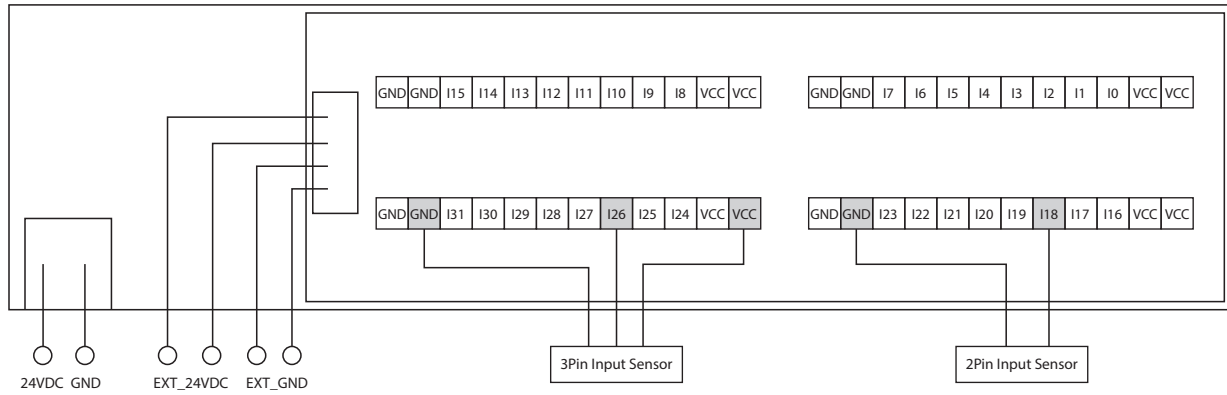 GND GND I15 I14 I13 I12 I11 I10 I9 I8 VCC VCC
GND GND I7 I6 I5 I4 I3 I2 I1 I0 VCC VCC
GND GND I31 I30 I29 I28 I27 I26 I25 I24 VCC VCC
GND GND I23 I22 I21 I20 I19 I18 I17 I16 VCC VCC
24VDC GND EXT_24VDC EXT_GND
3Pin Input Sensor
2Pin Input Sensor